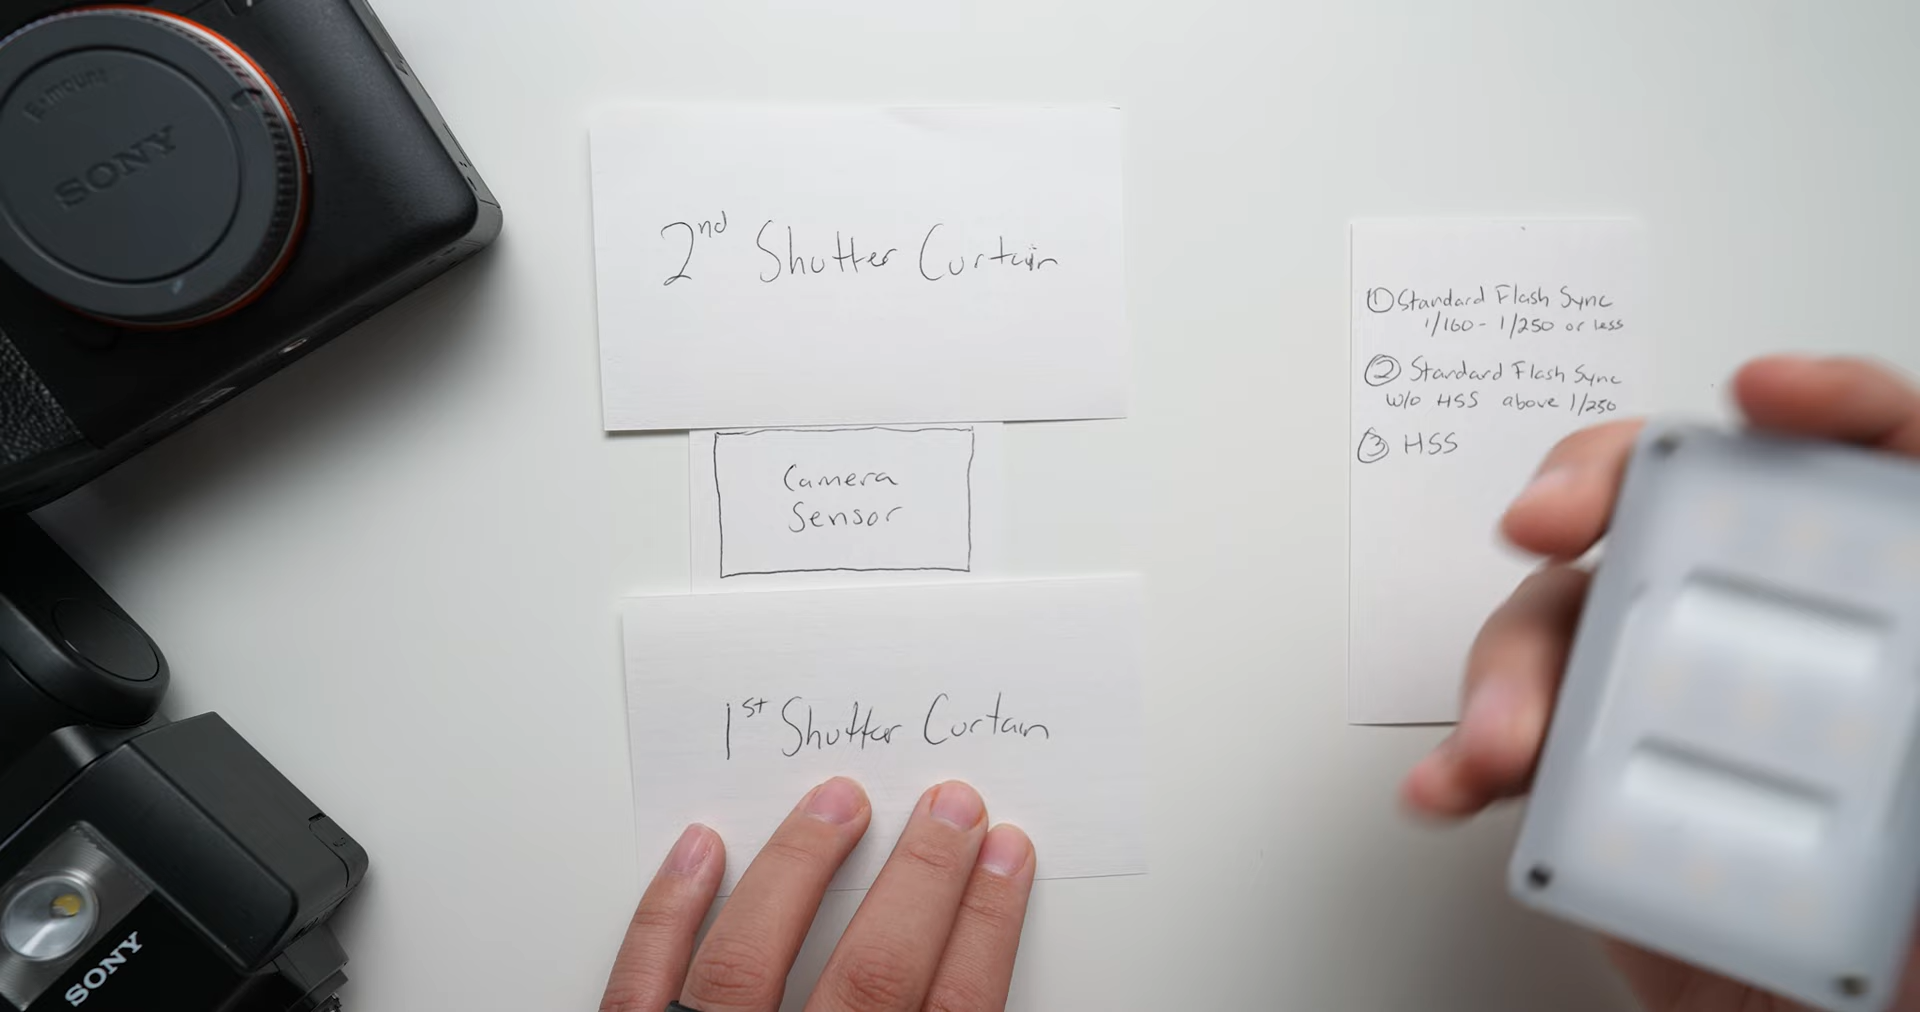 E-mount
SONY
2nd Shutter Curtain
Camera
Sensor
1st Shutter Curtain
① Standard Flash Sync
1/160 - 1/250 or less
② Standard Flash Sync
w/o HSS above 1/250
③ HSS
SONY